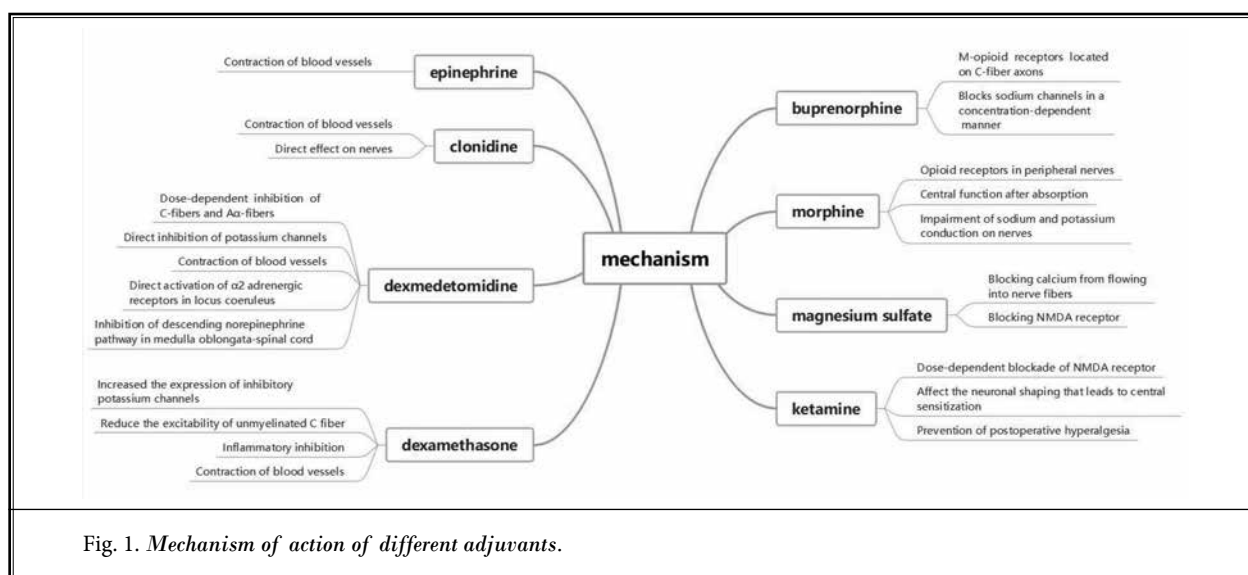 Contraction of blood vessels
epinephrine
Contraction of blood vessels
Direct effect on nerves
clonidine
Dose-dependent inhibition of
C-fibers and Aα-fibers
Direct inhibition of potassium channels
Contraction of blood vessels
Direct activation of α2 adrenergic
receptors in locus coeruleus
Inhibition of descending norepinephrine
pathway in medulla oblongata-spinal cord
dexmedetomidine
Increased the expression of inhibitory
potassium channels
Reduce the excitability of unmyelinated C fiber
Inflammatory inhibition
Contraction of blood vessels
dexamethasone
mechanism
buprenorphine
M-opioid receptors located
on C-fiber axons
Blocks sodium channels in a
concentration-dependent
manner
morphine
Opioid receptors in peripheral nerves
Central function after absorption
Impairment of sodium and potassium
conduction on nerves
magnesium sulfate
Blocking calcium from flowing
into nerve fibers
Blocking NMDA receptor
ketamine
Dose-dependent blockade of NMDA receptor
Affect the neuronal shaping that leads to central
sensitization
Prevention of postoperative hyperalgesia
Fig. 1. Mechanism of action of different adjuvants.